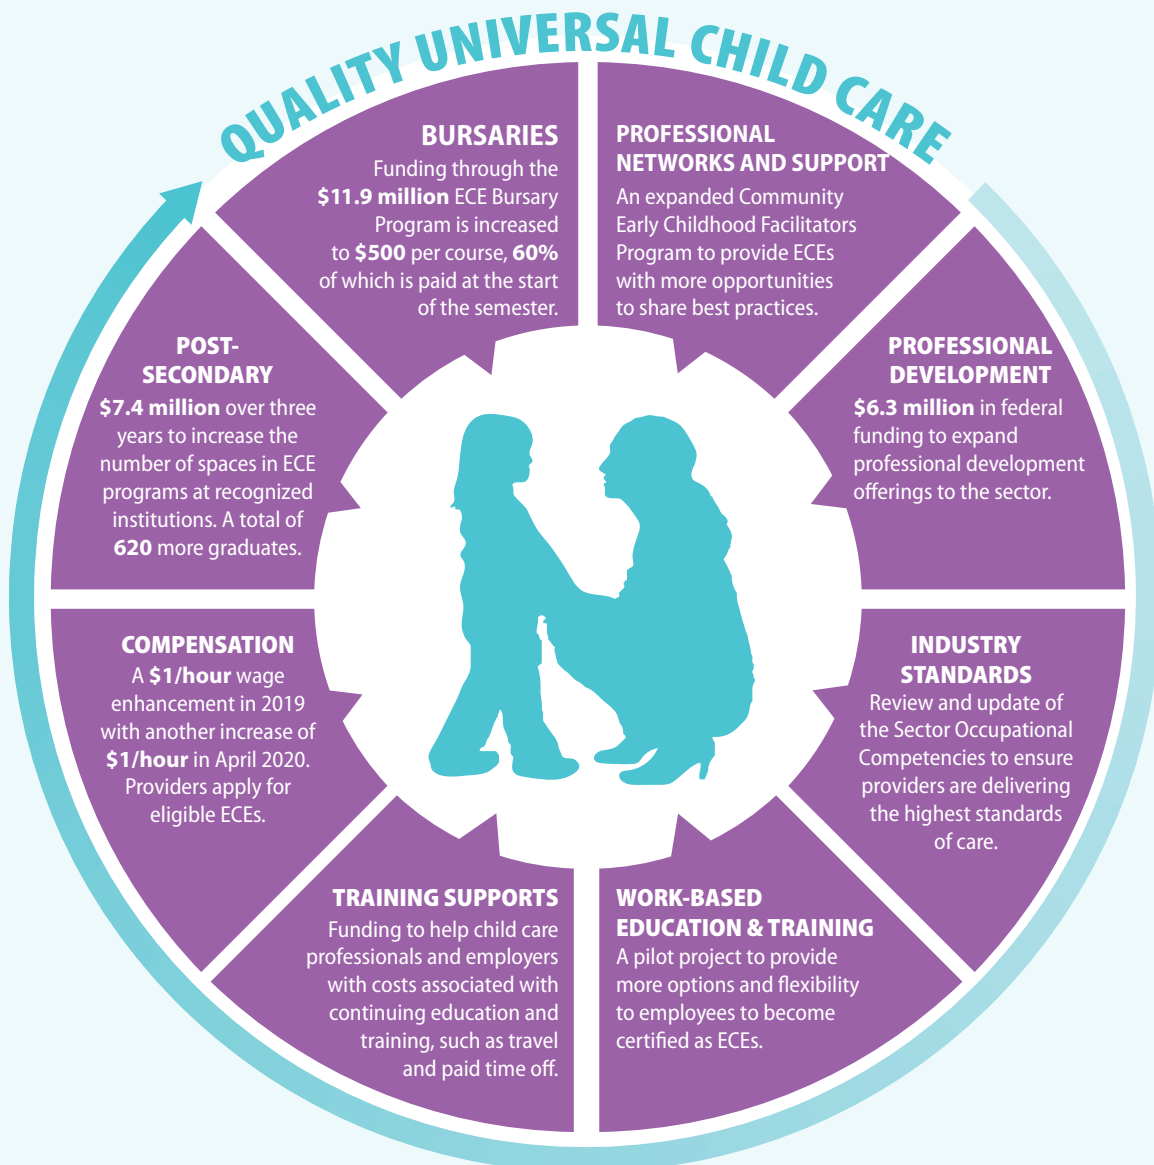 QUALITY UNIVERSAL CHILD CARE
BURSARIES
Funding through the
$11.9 million ECE Bursary
Program is increased
to $500 per course, 60%
of which is paid at the start
of the semester.
PROFESSIONAL
NETWORKS AND SUPPORT
An expanded Community
Early Childhood Facilitators
Program to provide ECEs
with more opportunities
to share best practices.
PROFESSIONAL
DEVELOPMENT
$6.3 million in federal
funding to expand
professional development
offerings to the sector.
INDUSTRY
STANDARDS
Review and update of
the Sector Occupational
Competencies to ensure
providers are delivering
the highest standards
of care.
WORK-BASED
EDUCATION & TRAINING
A pilot project to provide
more options and flexibility
to employees to become
certified as ECEs.
TRAINING SUPPORTS
Funding to help child care
professionals and employers
with costs associated with
continuing education and
training, such as travel
and paid time off.
COMPENSATION
A $1/hour wage
enhancement in 2019
with another increase of
$1/hour in April 2020.
Providers apply for
eligible ECEs.
POST-
SECONDARY
$7.4 million over three
years to increase the
number of spaces in ECE
programs at recognized
institutions. A total of
620 more graduates.